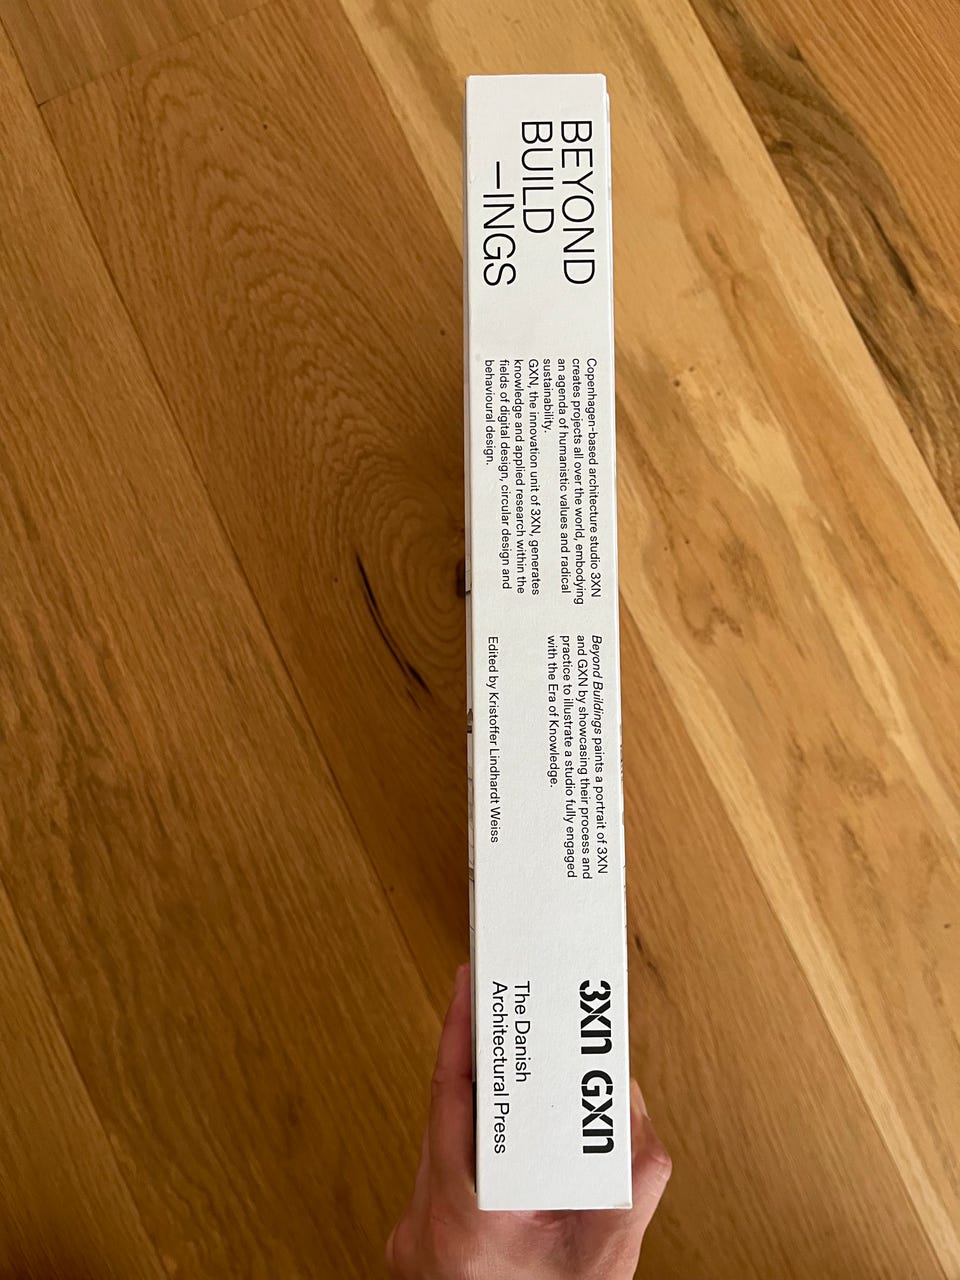 BEYOND
BUILD
—INGS
Copenhagen-based architecture studio 3XN
creates projects all over the world, embodying
an agenda of humanistic values and radical
sustainability.
GXN, the innovation unit of 3XN, generates
knowledge and applied research within the
fields of digital design, circular design and
behavioural design.
Beyond Buildings paints a portrait of 3XN
and GXN by showcasing their process and
practice to illustrate a studio fully engaged
with the Era of Knowledge.
Edited by Kristoffer Lindhardt Weiss
3XN GXN
The Danish
Architectural Press